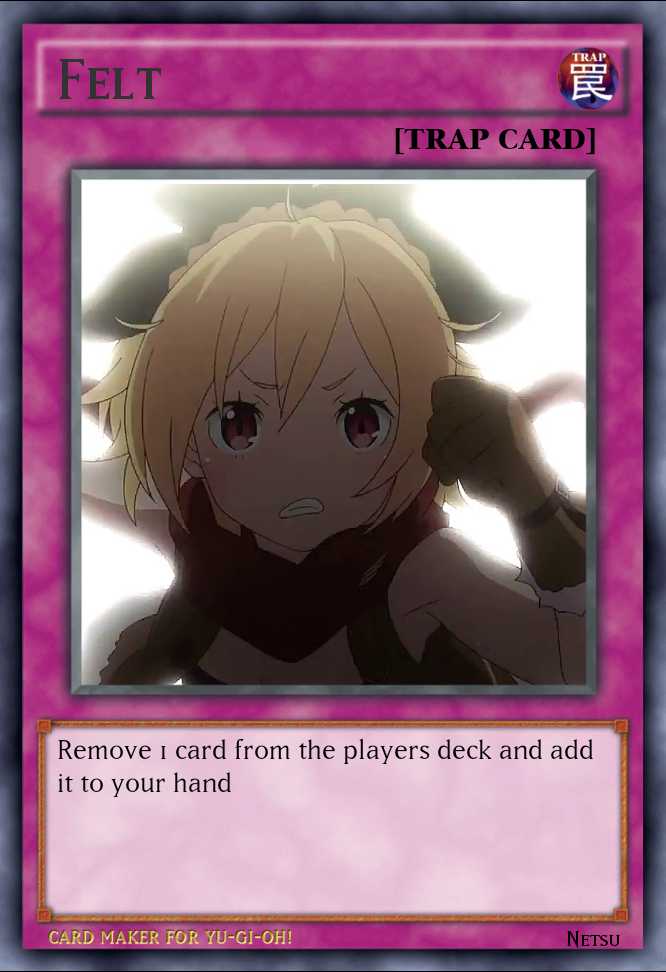 Felt
TRAP
罠
[TRAP CARD]
Remove 1 card from the players deck and add
it to your hand
CARD MAKER FOR YU-GI-OH!
Netsu